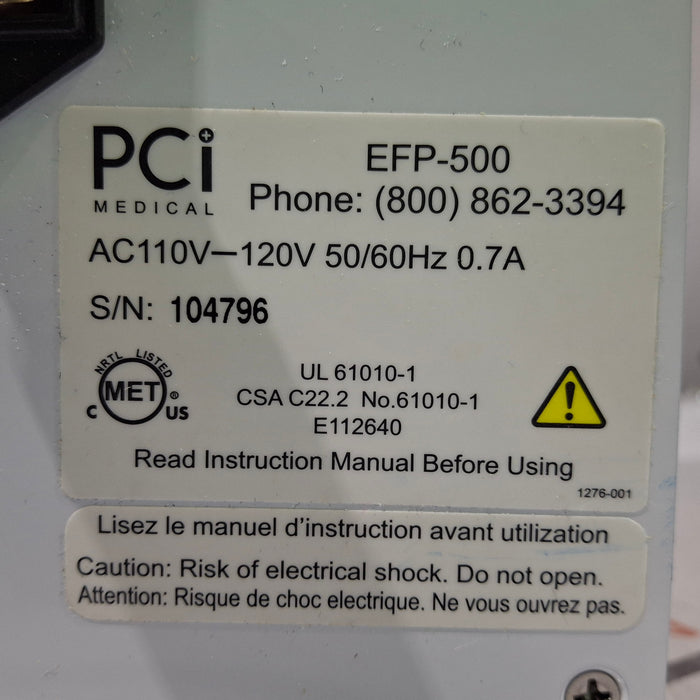 PCi
MEDICAL
EFP-500
Phone: (800) 862-3394
AC110V—120V 50/60Hz 0.7A
S/N: 104796
NRTL LISTED
MET
®
C
US
UL 61010-1
CSA C22.2 No.61010-1
E112640
Read Instruction Manual Before Using
1276-001
Lisez le manuel d'instruction avant utilization
Caution: Risk of electrical shock. Do not open.
Attention: Risque de choc electrique. Ne vous ouvrez pas.